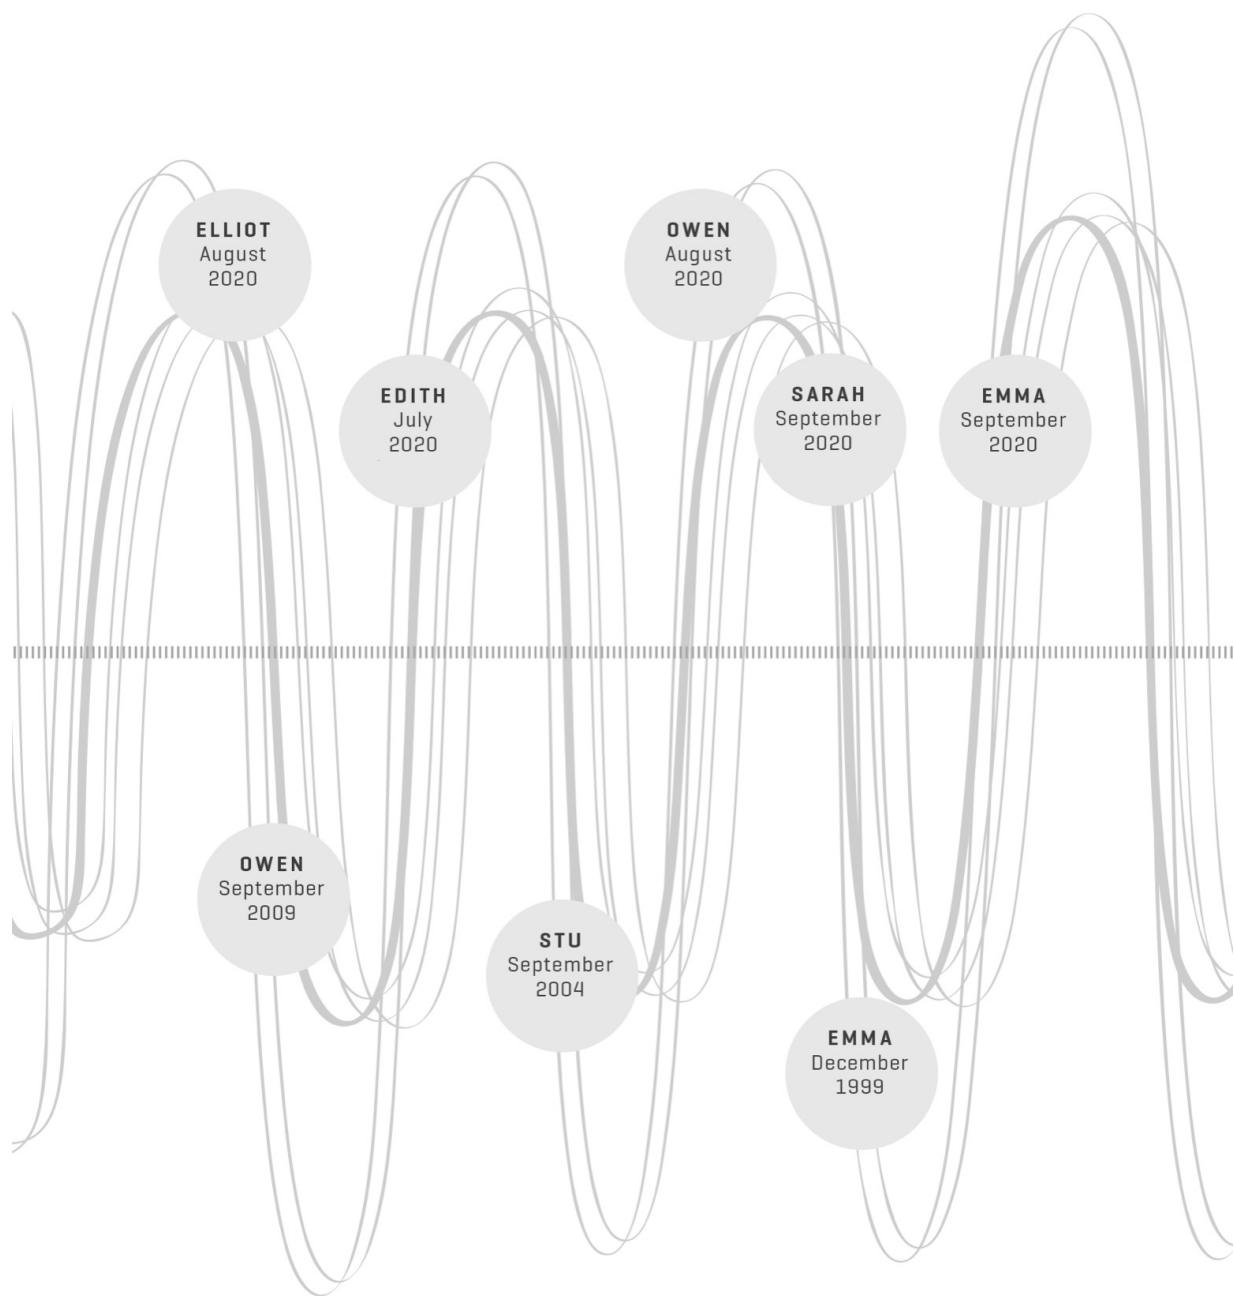 ELLIOT
August
2020
OWEN
August
2020
EDITH
July
2020
SARAH
September
2020
EMMA
September
2020
OWEN
September
2009
STU
September
2004
EMMA
December
1999